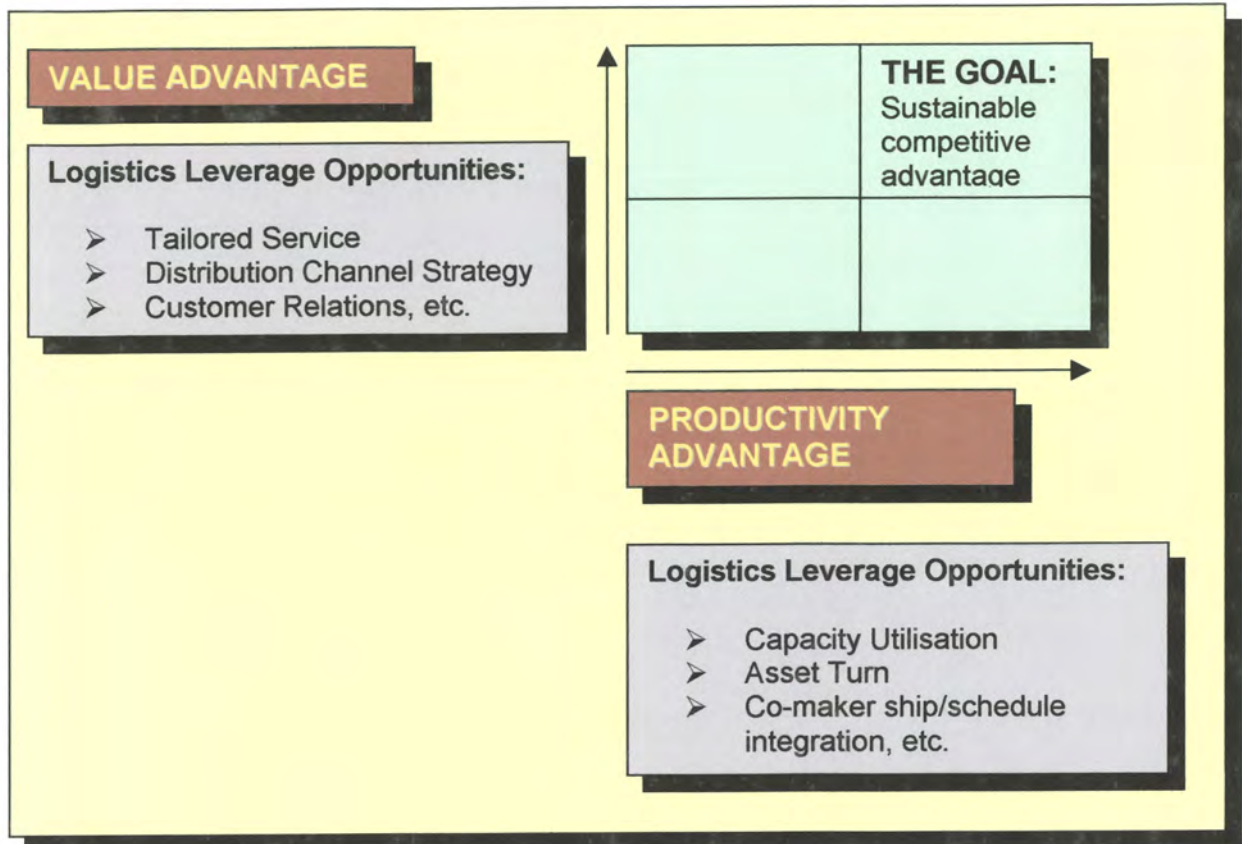 VALUE ADVANTAGE
Logistics Leverage Opportunities:
➢ Tailored Service
➢ Distribution Channel Strategy
➢ Customer Relations, etc.
THE GOAL:
Sustainable
competitive
advantage
PRODUCTIVITY
ADVANTAGE
Logistics Leverage Opportunities:
➢ Capacity Utilisation
➢ Asset Turn
➢ Co-maker ship/schedule
integration, etc.